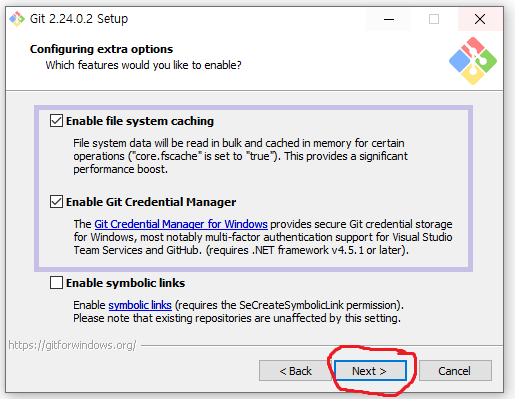 Git 2.24.0.2 Setup
Configuring extra options
Which features would you like to enable?
Enable file system caching
File system data will be read in bulk and cached in memory for certain
operations ("core.fscache" is set to "true"). This provides a significant
performance boost.
Enable Git Credential Manager
The Git Credential Manager for Windows provides secure Git credential storage
for Windows, most notably multi-factor authentication support for Visual Studio
Team Services and GitHub. (requires .NET framework v4.5.1 or later).
Enable symbolic links
Enable symbolic links (requires the SeCreateSymbolicLink permission).
Please note that existing repositories are unaffected by this setting.
https://gitforwindows.org/
< Back
Next >
Cancel